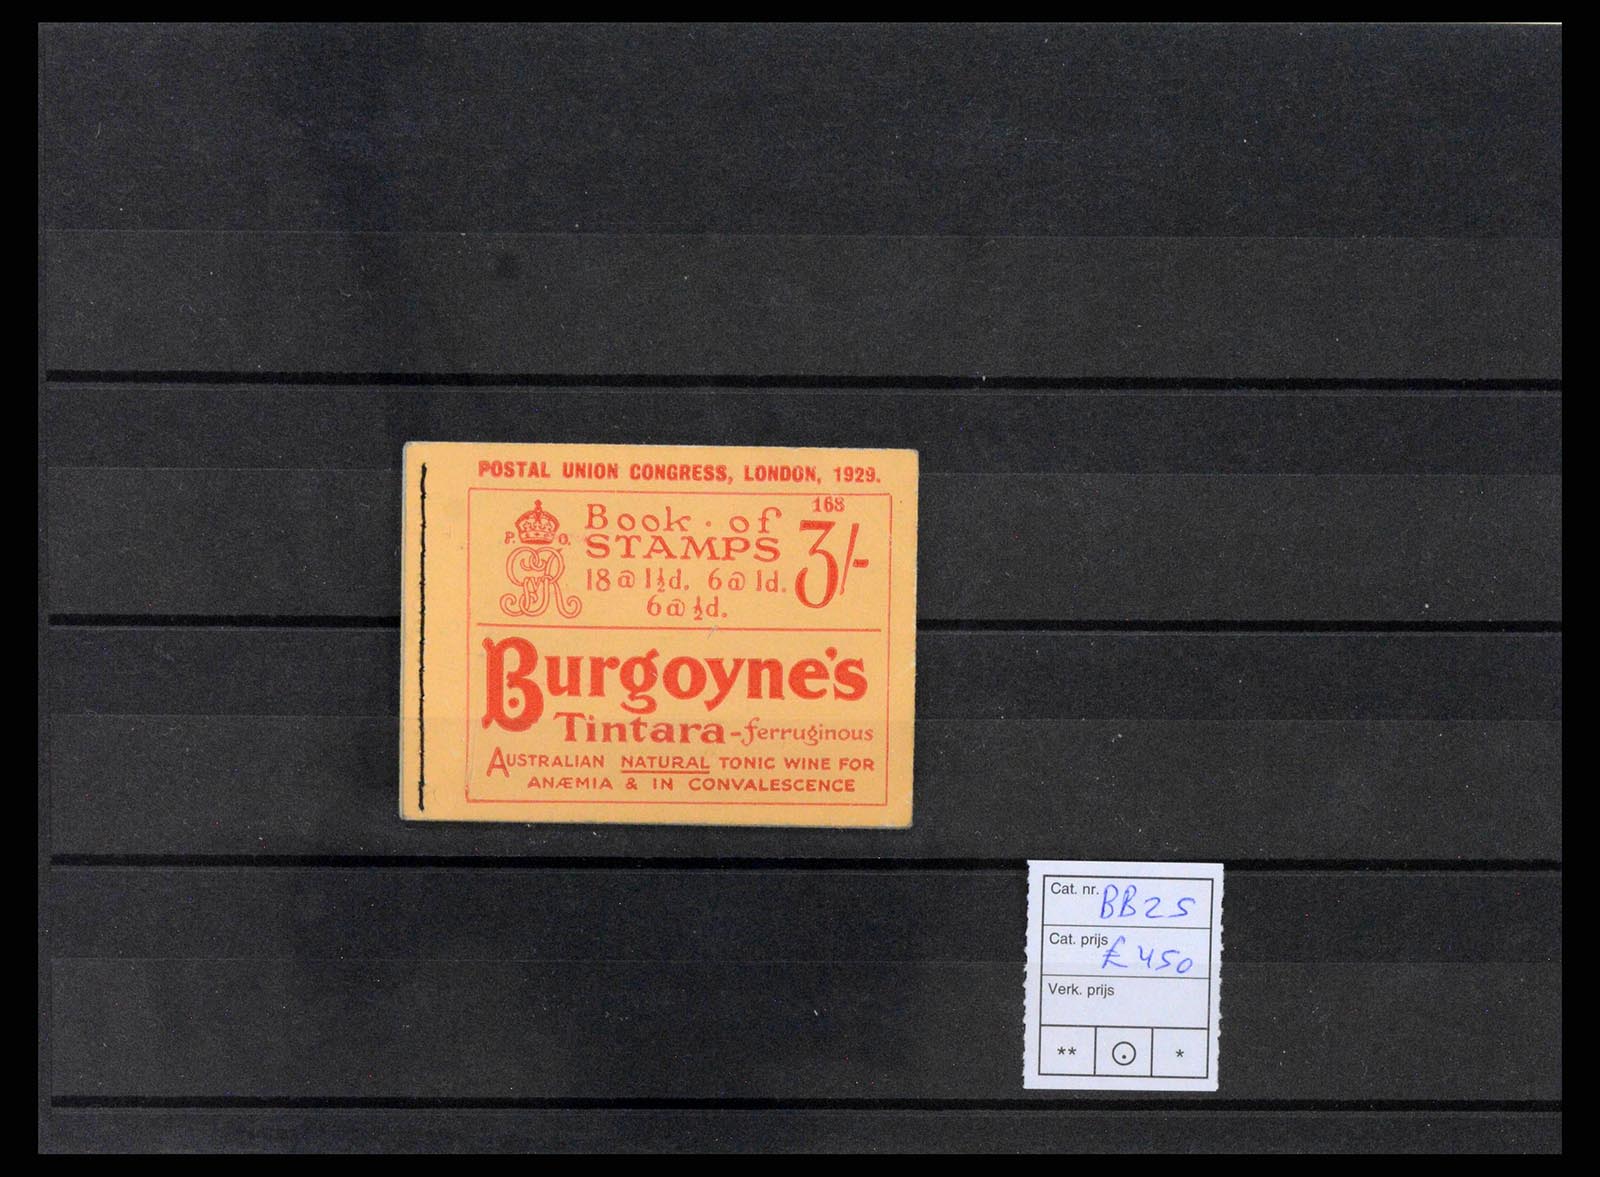 POSTAL UNION CONGRESS, LONDON, 1929.
168
P. O.
GR
Book · of
STAMPS
3/-
18 @ 1½d. 6 @ 1d.
6 @ ½d.
Burgoyne's
Tintara - ferruginous
AUSTRALIAN NATURAL TONIC WINE FOR
ANÆMIA & IN CONVALESCENCE
Cat. nr. BB25
Cat. prijs £450
Verk. prijs
** *